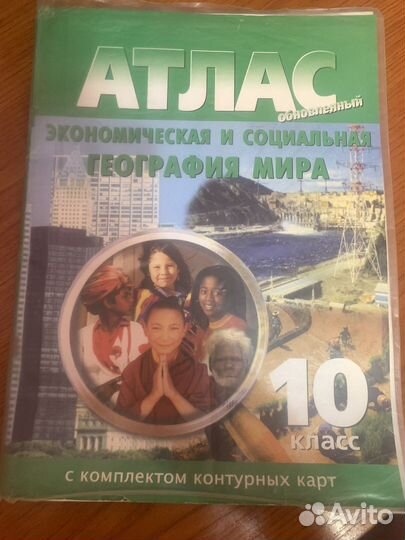 АТЛАС
обновленный
ЭКОНОМИЧЕСКАЯ И СОЦИАЛЬНАЯ
ГЕОГРАФИЯ МИРА
10
класс
с комплектом контурных карт
Avito